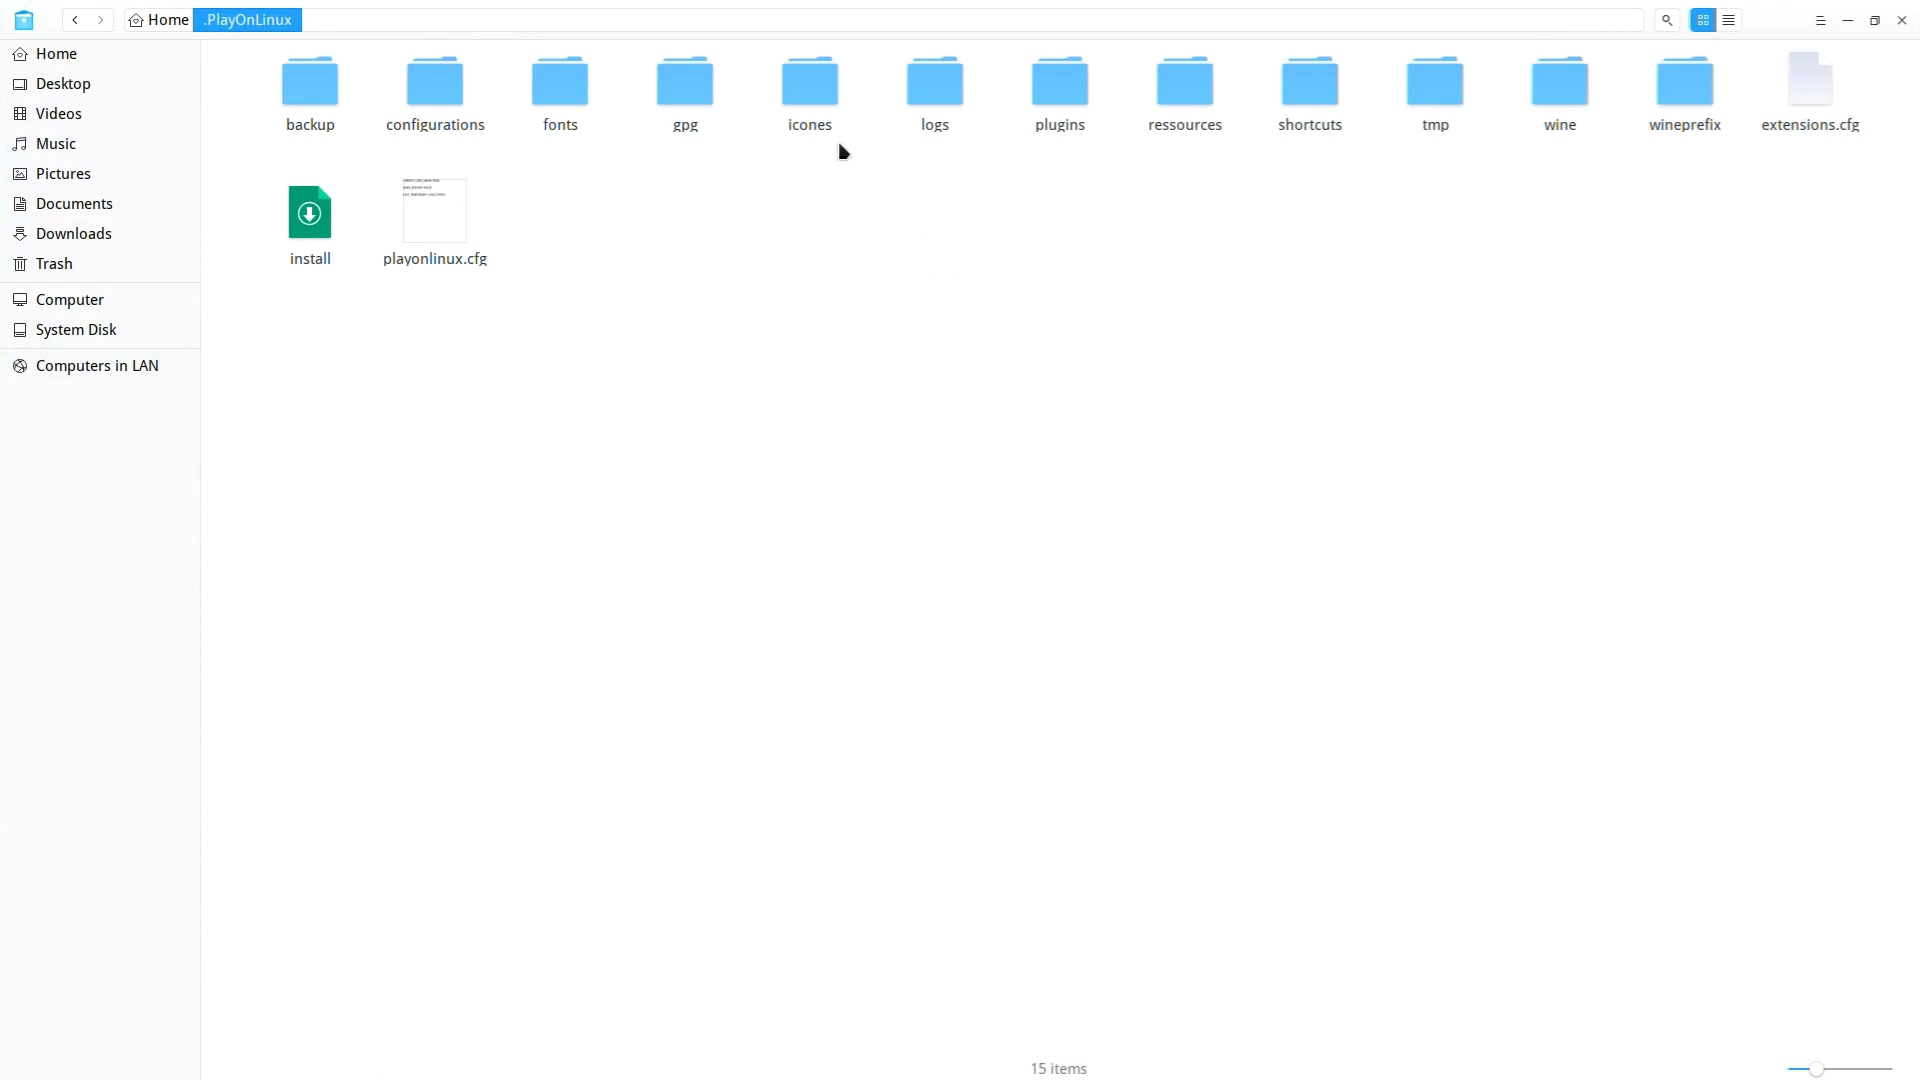 Home .PlayOnLinux
Home
Desktop
Videos
Music
Pictures
Documents
Downloads
Trash
Computer
System Disk
Computers in LAN
backup configurations fonts gpg icones logs plugins ressources shortcuts tmp wine wineprefix extensions.cfg
install playonlinux.cfg
15 items